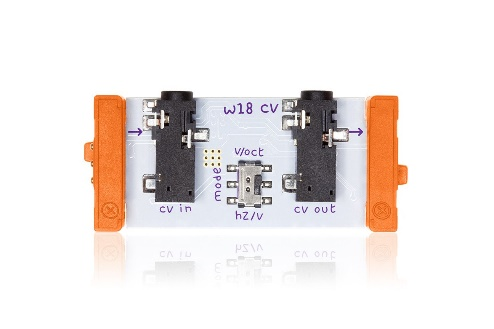 w18 cv
v/oct
mode
cv in
hz/v
cv out